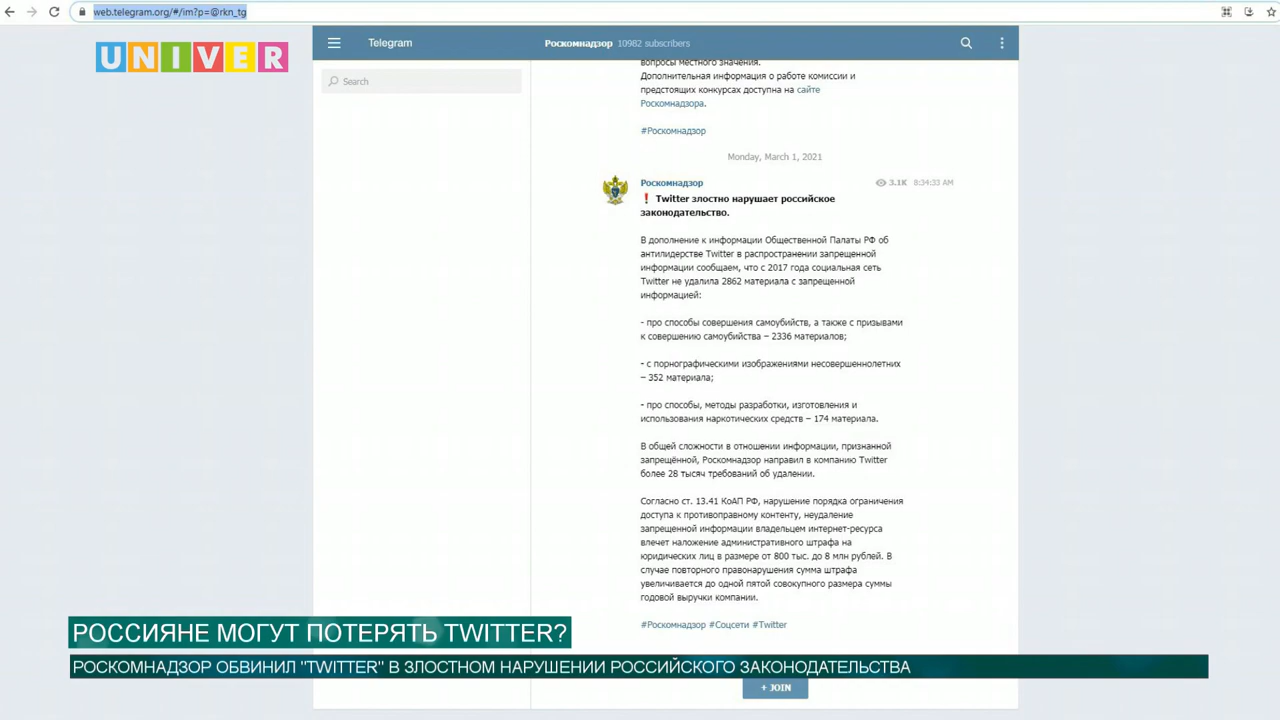 web.telegram.org/#/im?p=@rkn_tg
UNIVER
Telegram
Роскомнадзор 10982 subscribers
Search
вопросы местного значения.
Дополнительная информация о работе комиссии и
предстоящих конкурсах доступна на сайте
Роскомнадзора.
#Роскомнадзор
Monday, March 1, 2021
Роскомнадзор 3.1K 8:34:33 AM
❗ Twitter злостно нарушает российское
законодательство.
В дополнение к информации Общественной Палаты РФ об
антилидерстве Twitter в распространении запрещенной
информации сообщаем, что с 2017 года социальная сеть
Twitter не удалила 2862 материала с запрещенной
информацией:
- про способы совершения самоубийств, а также с призывами
к совершению самоубийства – 2336 материалов;
- с порнографическими изображениями несовершеннолетних
– 352 материала;
- про способы, методы разработки, изготовления и
использования наркотических средств – 174 материала.
В общей сложности в отношении информации, признанной
запрещённой, Роскомнадзор направил в компанию Twitter
более 28 тысяч требований об удалении.
Согласно ст. 13.41 КоАП РФ, нарушение порядка ограничения
доступа к противоправному контенту, неудаление
запрещенной информации владельцем интернет-ресурса
влечет наложение административного штрафа на
юридических лиц в размере от 800 тыс. до 8 млн рублей. В
случае повторного правонарушения сумма штрафа
увеличивается до одной пятой совокупного размера суммы
годовой выручки компании.
#Роскомнадзор #Соцсети #Twitter
РОССИЯНЕ МОГУТ ПОТЕРЯТЬ TWITTER?
РОСКОМНАДЗОР ОБВИНИЛ "TWITTER" В ЗЛОСТНОМ НАРУШЕНИИ РОССИЙСКОГО ЗАКОНОДАТЕЛЬСТВА
+ JOIN